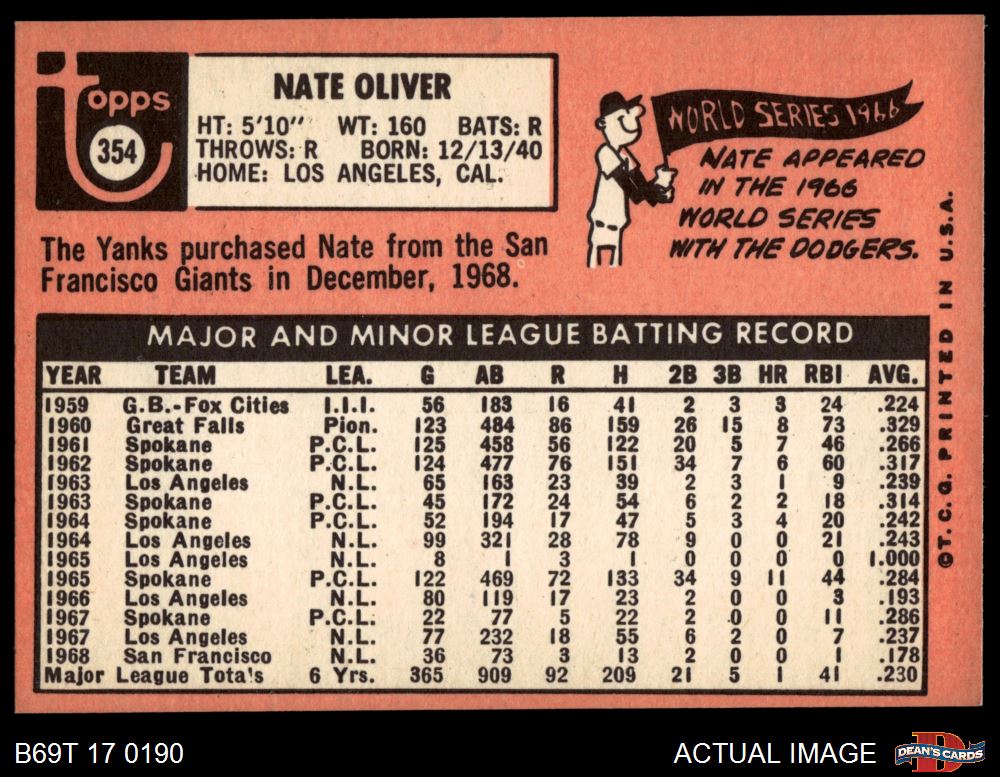 Topps
354
NATE OLIVER
HT: 5'10" WT: 160 BATS: R
THROWS: R BORN: 12/13/40
HOME: LOS ANGELES, CAL.
WORLD SERIES 1966
NATE APPEARED
IN THE 1966
WORLD SERIES
WITH THE DODGERS.
The Yanks purchased Nate from the San
Francisco Giants in December, 1968.
MAJOR AND MINOR LEAGUE BATTING RECORD
YEAR TEAM LEA. G AB R H 2B 3B HR RBI AVG.
1959 G.B.-Fox Cities I.I.I. 56 183 16 41 2 3 3 24 .224
1960 Great Falls Pion. 123 484 86 159 26 15 8 73 .329
1961 Spokane P.C.L. 125 458 56 122 20 5 7 46 .266
1962 Spokane P.C.L. 124 477 76 151 34 7 6 60 .317
1963 Los Angeles N.L. 65 163 23 39 2 3 1 9 .239
1963 Spokane P.C.L. 45 172 24 54 6 2 2 18 .314
1964 Spokane P.C.L. 52 194 17 47 5 3 4 20 .242
1964 Los Angeles N.L. 99 321 28 78 9 0 0 21 .243
1965 Los Angeles N.L. 8 1 3 1 0 0 0 0 1.000
1965 Spokane P.C.L. 122 469 72 133 34 9 11 44 .284
1966 Los Angeles N.L. 80 119 17 23 2 0 0 3 .193
1967 Spokane P.C.L. 22 77 5 22 2 0 0 11 .286
1967 Los Angeles N.L. 77 232 18 55 6 2 0 7 .237
1968 San Francisco N.L. 36 73 3 13 2 0 0 1 .178
Major League Tota's 6 Yrs. 365 909 92 209 21 5 1 41 .230
©T.C.G. PRINTED IN U.S.A.
B69T 17 0190
ACTUAL IMAGE
D
DEAN'S CARDS